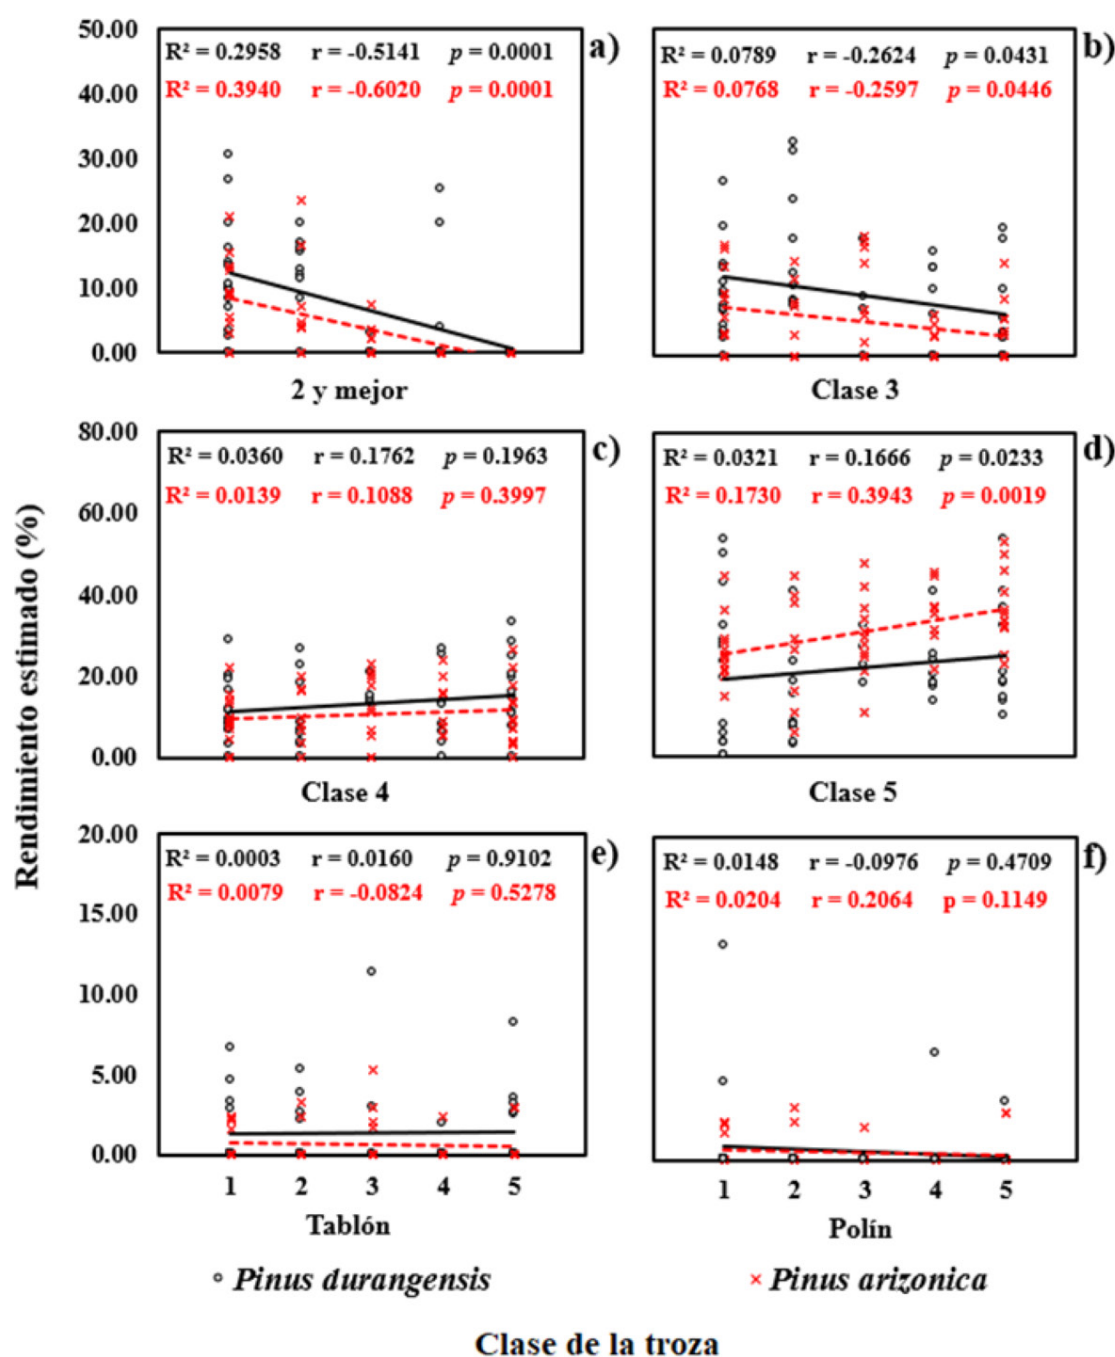 50.00
40.00
30.00
20.00
10.00
0.00
R² = 0.2958 r = -0.5141 p = 0.0001
R² = 0.3940 r = -0.6020 p = 0.0001
a)
2 y mejor
R² = 0.0789 r = -0.2624 p = 0.0431
R² = 0.0768 r = -0.2597 p = 0.0446
b)
Clase 3
Rendimiento estimado (%)
80.00
60.00
40.00
20.00
0.00
R² = 0.0360 r = 0.1762 p = 0.1963
R² = 0.0139 r = 0.1088 p = 0.3997
c)
Clase 4
R² = 0.0321 r = 0.1666 p = 0.0233
R² = 0.1730 r = 0.3943 p = 0.0019
d)
Clase 5
20.00
15.00
10.00
5.00
0.00
R² = 0.0003 r = 0.0160 p = 0.9102
R² = 0.0079 r = -0.0824 p = 0.5278
e)
1 2 3 4 5
Tablón
R² = 0.0148 r = -0.0976 p = 0.4709
R² = 0.0204 r = 0.2064 p = 0.1149
f)
1 2 3 4 5
Polín
Pinus durangensis
Pinus arizonica
Clase de la troza